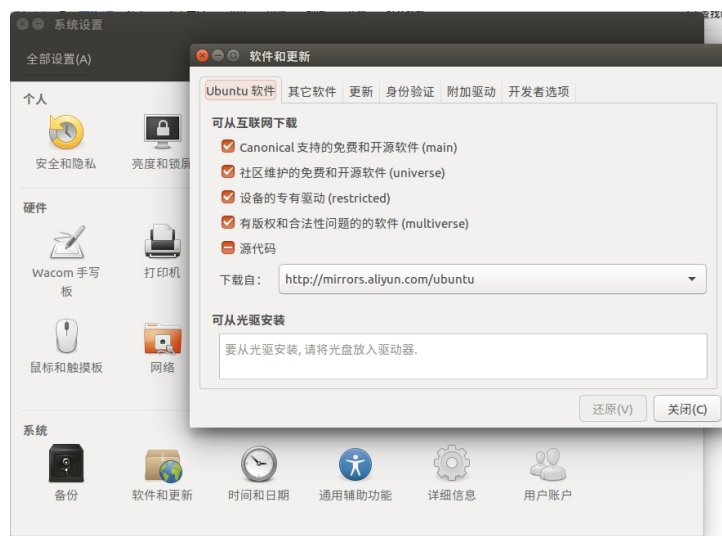 系统设置
全部设置(A)
个人
安全和隐私
亮度和锁屏
硬件
Wacom 手写板
打印机
鼠标和触摸板
网络
系统
备份
软件和更新
时间和日期
通用辅助功能
详细信息
用户账户
软件和更新
Ubuntu 软件 其它软件 更新 身份验证 附加驱动 开发者选项
可从互联网下载
Canonical 支持的免费和开源软件 (main)
社区维护的免费和开源软件 (universe)
设备的专有驱动 (restricted)
有版权和合法性问题的的软件 (multiverse)
源代码
下载自: http://mirrors.aliyun.com/ubuntu
可从光驱安装
要从光驱安装, 请将光盘放入驱动器.
还原(V) 关闭(C)